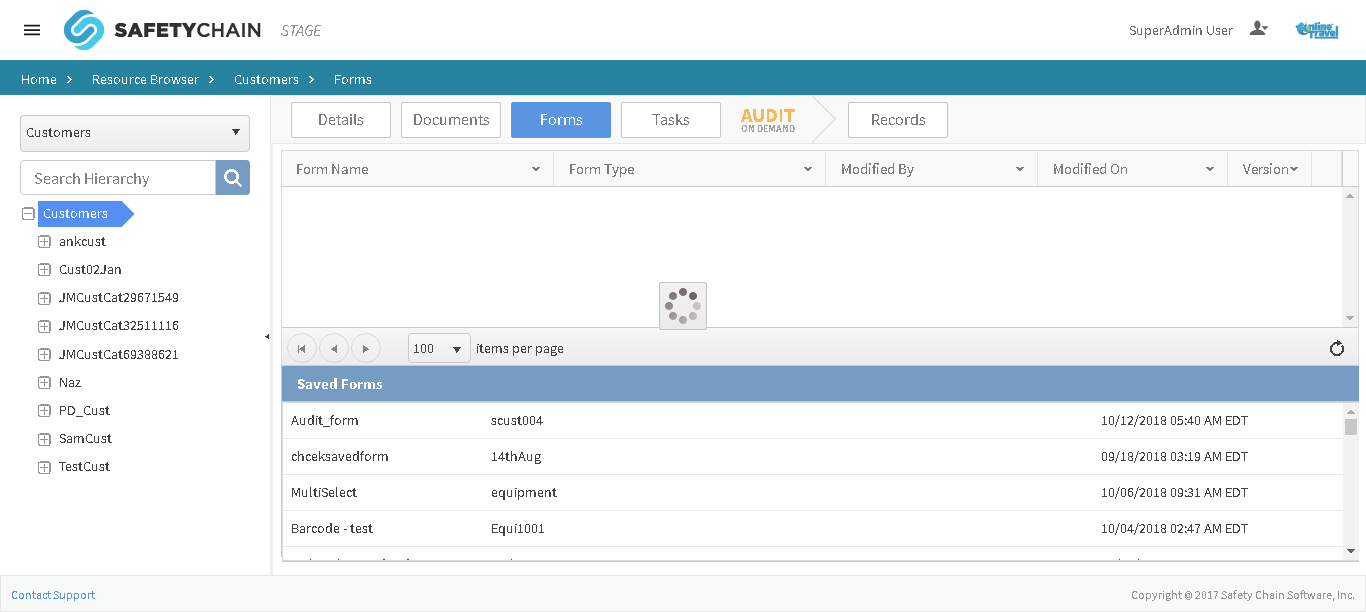 SAFETYCHAIN STAGE
SuperAdmin User
Online Travel
Home > Resource Browser > Customers > Forms
Customers
Details Documents Forms Tasks AUDIT ON DEMAND Records
Search Hierarchy
Form Name Form Type Modified By Modified On Version
Customers
ankcust
Cust02Jan
JMCustCat29671549
JMCustCat32511116
JMCustCat69388621
Naz
PD_Cust
SamCust
TestCust
100 items per page
Saved Forms
Audit_form scust004 10/12/2018 05:40 AM EDT
chceksavedform 14thAug 09/18/2018 03:19 AM EDT
MultiSelect equipment 10/06/2018 09:31 AM EDT
Barcode - test Equi1001 10/04/2018 02:47 AM EDT
Contact Support
Copyright © 2017 Safety Chain Software, Inc.